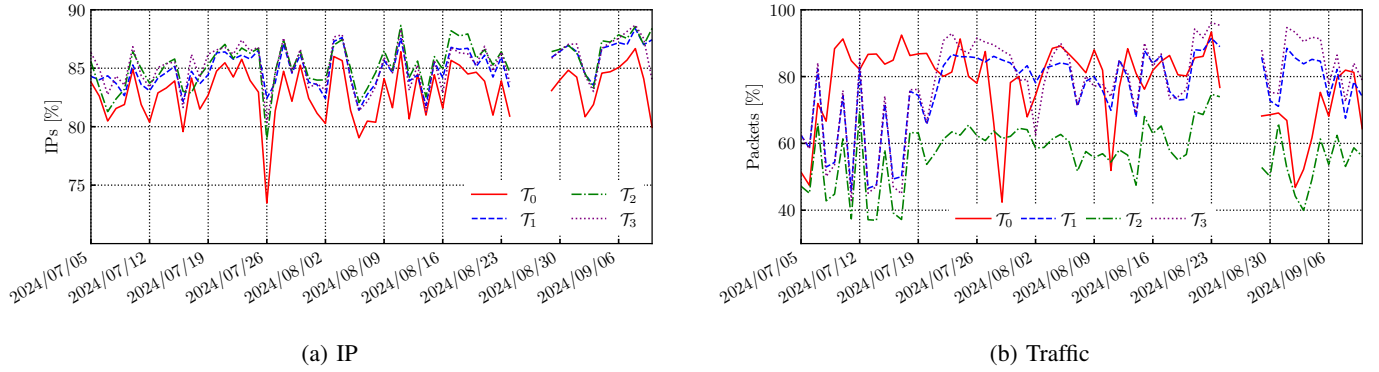 90
85
80
75
IPs [%]
T0
T1
T2
T3
2024/07/05
2024/07/12
2024/07/19
2024/07/26
2024/08/02
2024/08/09
2024/08/16
2024/08/23
2024/08/30
2024/09/06
(a) IP
100
80
60
40
Packets [%]
T0
T1
T2
T3
2024/07/05
2024/07/12
2024/07/19
2024/07/26
2024/08/02
2024/08/09
2024/08/16
2024/08/23
2024/08/30
2024/09/06
(b) Traffic